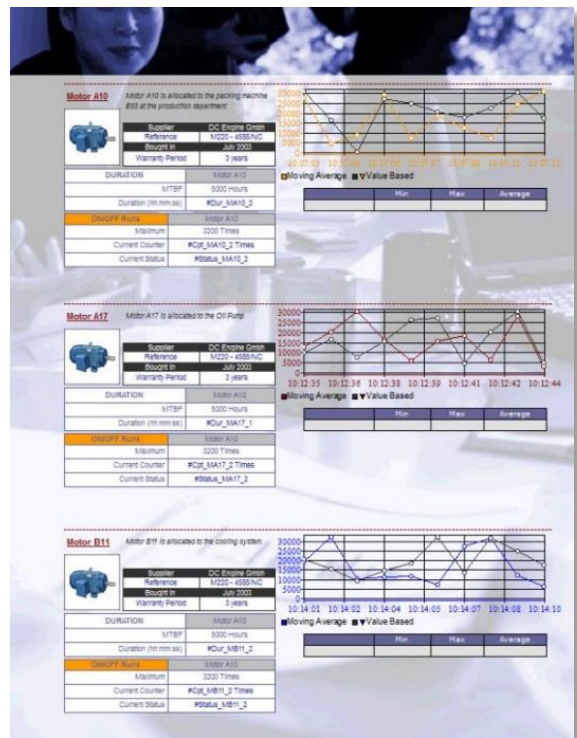 Motor A10
Motor A10 is allocated to the packing machine
B53 at the production department
Supplier DC Engine Gmbh
Reference M220 - 4585/NC
Bought In July 2003
Warranty Period 3 years
DURATION Motor A10
MTBF 5000 Hours
Duration (hh:mm:ss) #Dur_MA10_2
ON/OFF Runs Motor A10
Maximum 3200 Times
Current Counter #Cpt_MA10_2 Times
Current Status #Status_MA10_2
30000
25000
20000
15000
10000
5000
0
Moving Average Value Based
Min Max Average
Motor A17
Motor A17 is allocated to the Oil Pump
Supplier DC Engine Gmbh
Reference M220 - 4585/NC
Bought In July 2003
Warranty Period 3 years
DURATION Motor A10
MTBF 5000 Hours
Duration (hh:mm:ss) #Dur_MA17_1
ON/OFF Runs Motor A10
Maximum 3200 Times
Current Counter #Cpt_MA17_2 Times
Current Status #Status_MA17_2
30000
25000
20000
15000
10000
5000
0
10:12:35 10:12:36 10:12:38 10:12:39 10:12:41 10:12:42 10:12:44
Moving Average Value Based
Min Max Average
Motor B11
Motor B11 is allocated to the cooling system
Supplier DC Engine Gmbh
Reference M220 - 4585/NC
Bought In July 2003
Warranty Period 3 years
DURATION Motor A10
MTBF 5000 Hours
Duration (hh:mm:ss) #Dur_MB11_2
ON/OFF Runs Motor A10
Maximum 3200 Times
Current Counter #Cpt_MB11_2 Times
Current Status #Status_MB11_2
30000
25000
20000
15000
10000
5000
0
10:14:01 10:14:02 10:14:04 10:14:05 10:14:07 10:14:08 10:14:10
Moving Average Value Based
Min Max Average